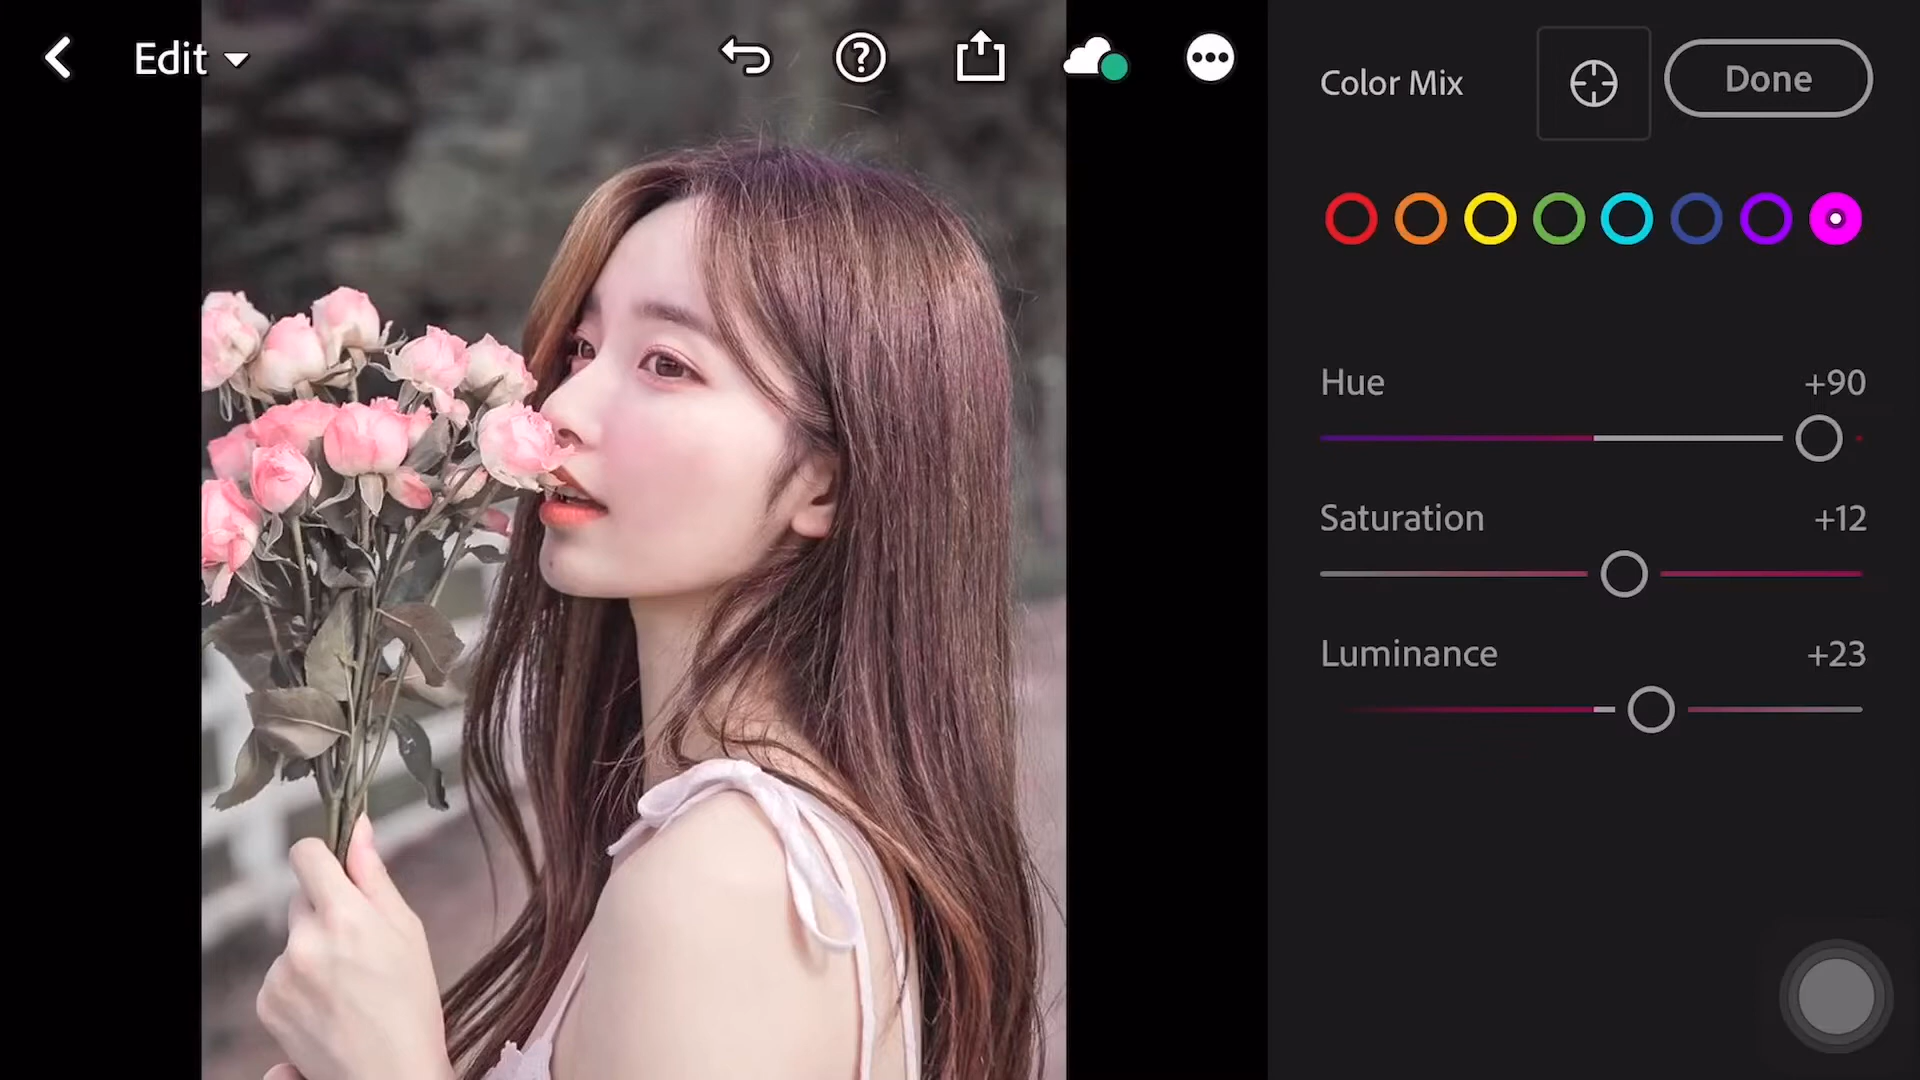 Edit
Color Mix
Done
Hue +90
Saturation +12
Luminance +23